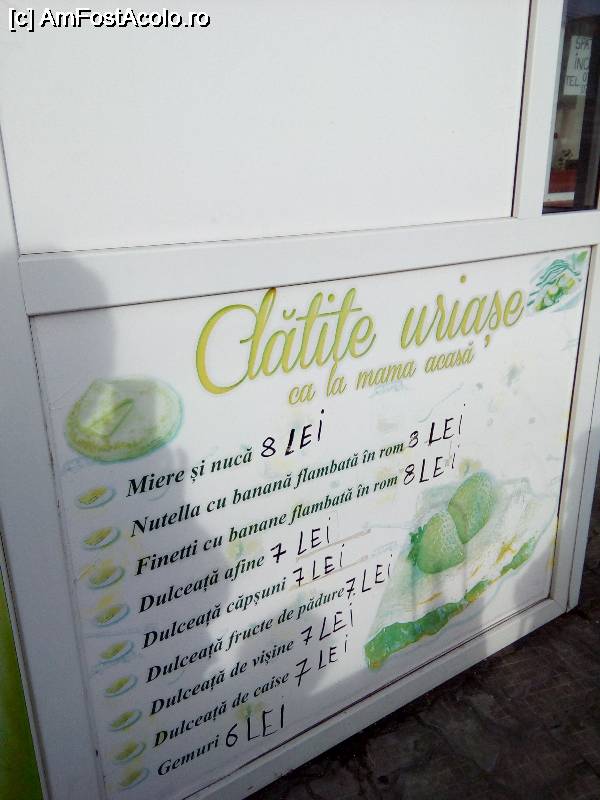 [c] AmFostAcolo.ro
TEL.
Clătițe uriașe
ca la mama acasă
Miere și nucă 8 LEI
Nutella cu banană flambată în rom 8 LEI
Finetti cu banane flambată în rom 8 LEI
Dulceață afine 7 LEI
Dulceață căpșuni 7 LEI
Dulceață fructe de pădure 7 LEI
Dulceață de vișine 7 LEI
Dulceață de caise 7 LEI
Gemuri 6 LEI